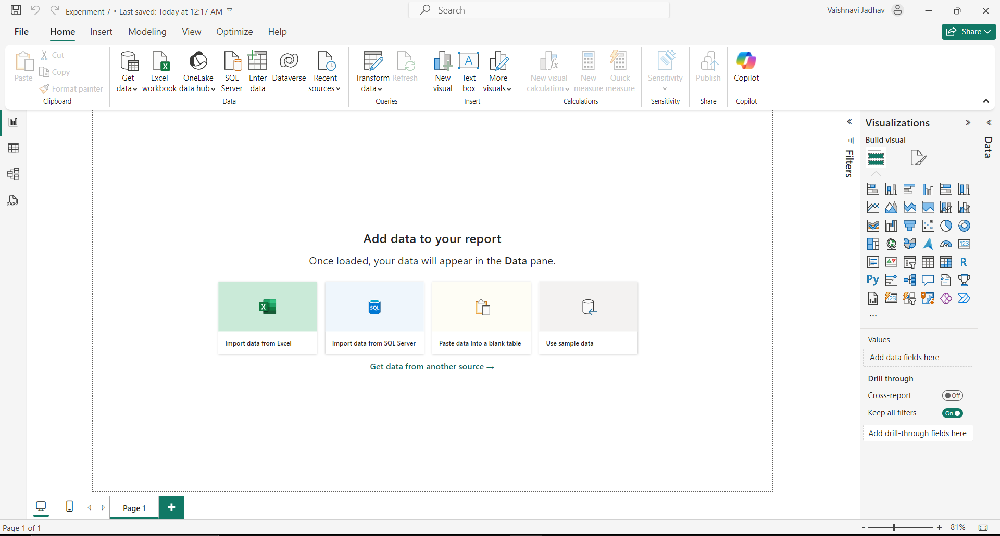 Experiment 7 • Last saved: Today at 12:17 AM
Search
Vaishnavi Jadhav
File Home Insert Modeling View Optimize Help
Share
Paste
Cut
Copy
Format painter
Clipboard
Get data
Excel workbook
OneLake data hub
SQL Server
Enter data
Dataverse
Recent sources
Data
Transform data
Refresh
Queries
New visual
Text box
More visuals
Insert
New visual calculation
New measure
Quick measure
Calculations
Sensitivity
Sensitivity
Publish
Share
Copilot
Copilot
DAX
Add data to your report
Once loaded, your data will appear in the Data pane.
Import data from Excel
SQL
Import data from SQL Server
Paste data into a blank table
Use sample data
Get data from another source →
Filters
Visualizations
Build visual
123
R
Py
123
...
Values
Add data fields here
Drill through
Cross-report
Off
Keep all filters
On
Add drill-through fields here
Data
Page 1
+
Page 1 of 1
- + 81%